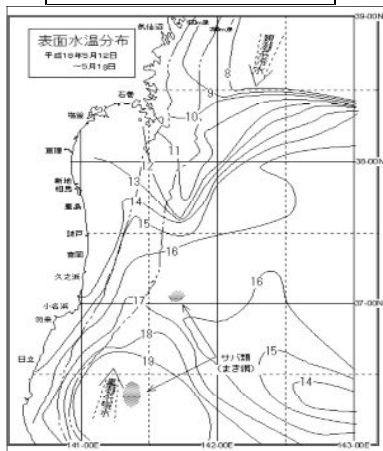 39-00N
気仙沼
表面水温分布
平成18年5月12日
～5月18日
8
石巻
9
塩釜
10
11
亘理
12
38-00N
新地
13
相馬
14
鹿島
15
請戸
16
富岡
久之浜
16
17
37-00N
小名浜
勿来
18
15
19
サバ類
(まき網)
日立
14
141-00E
142-00E
143-00E